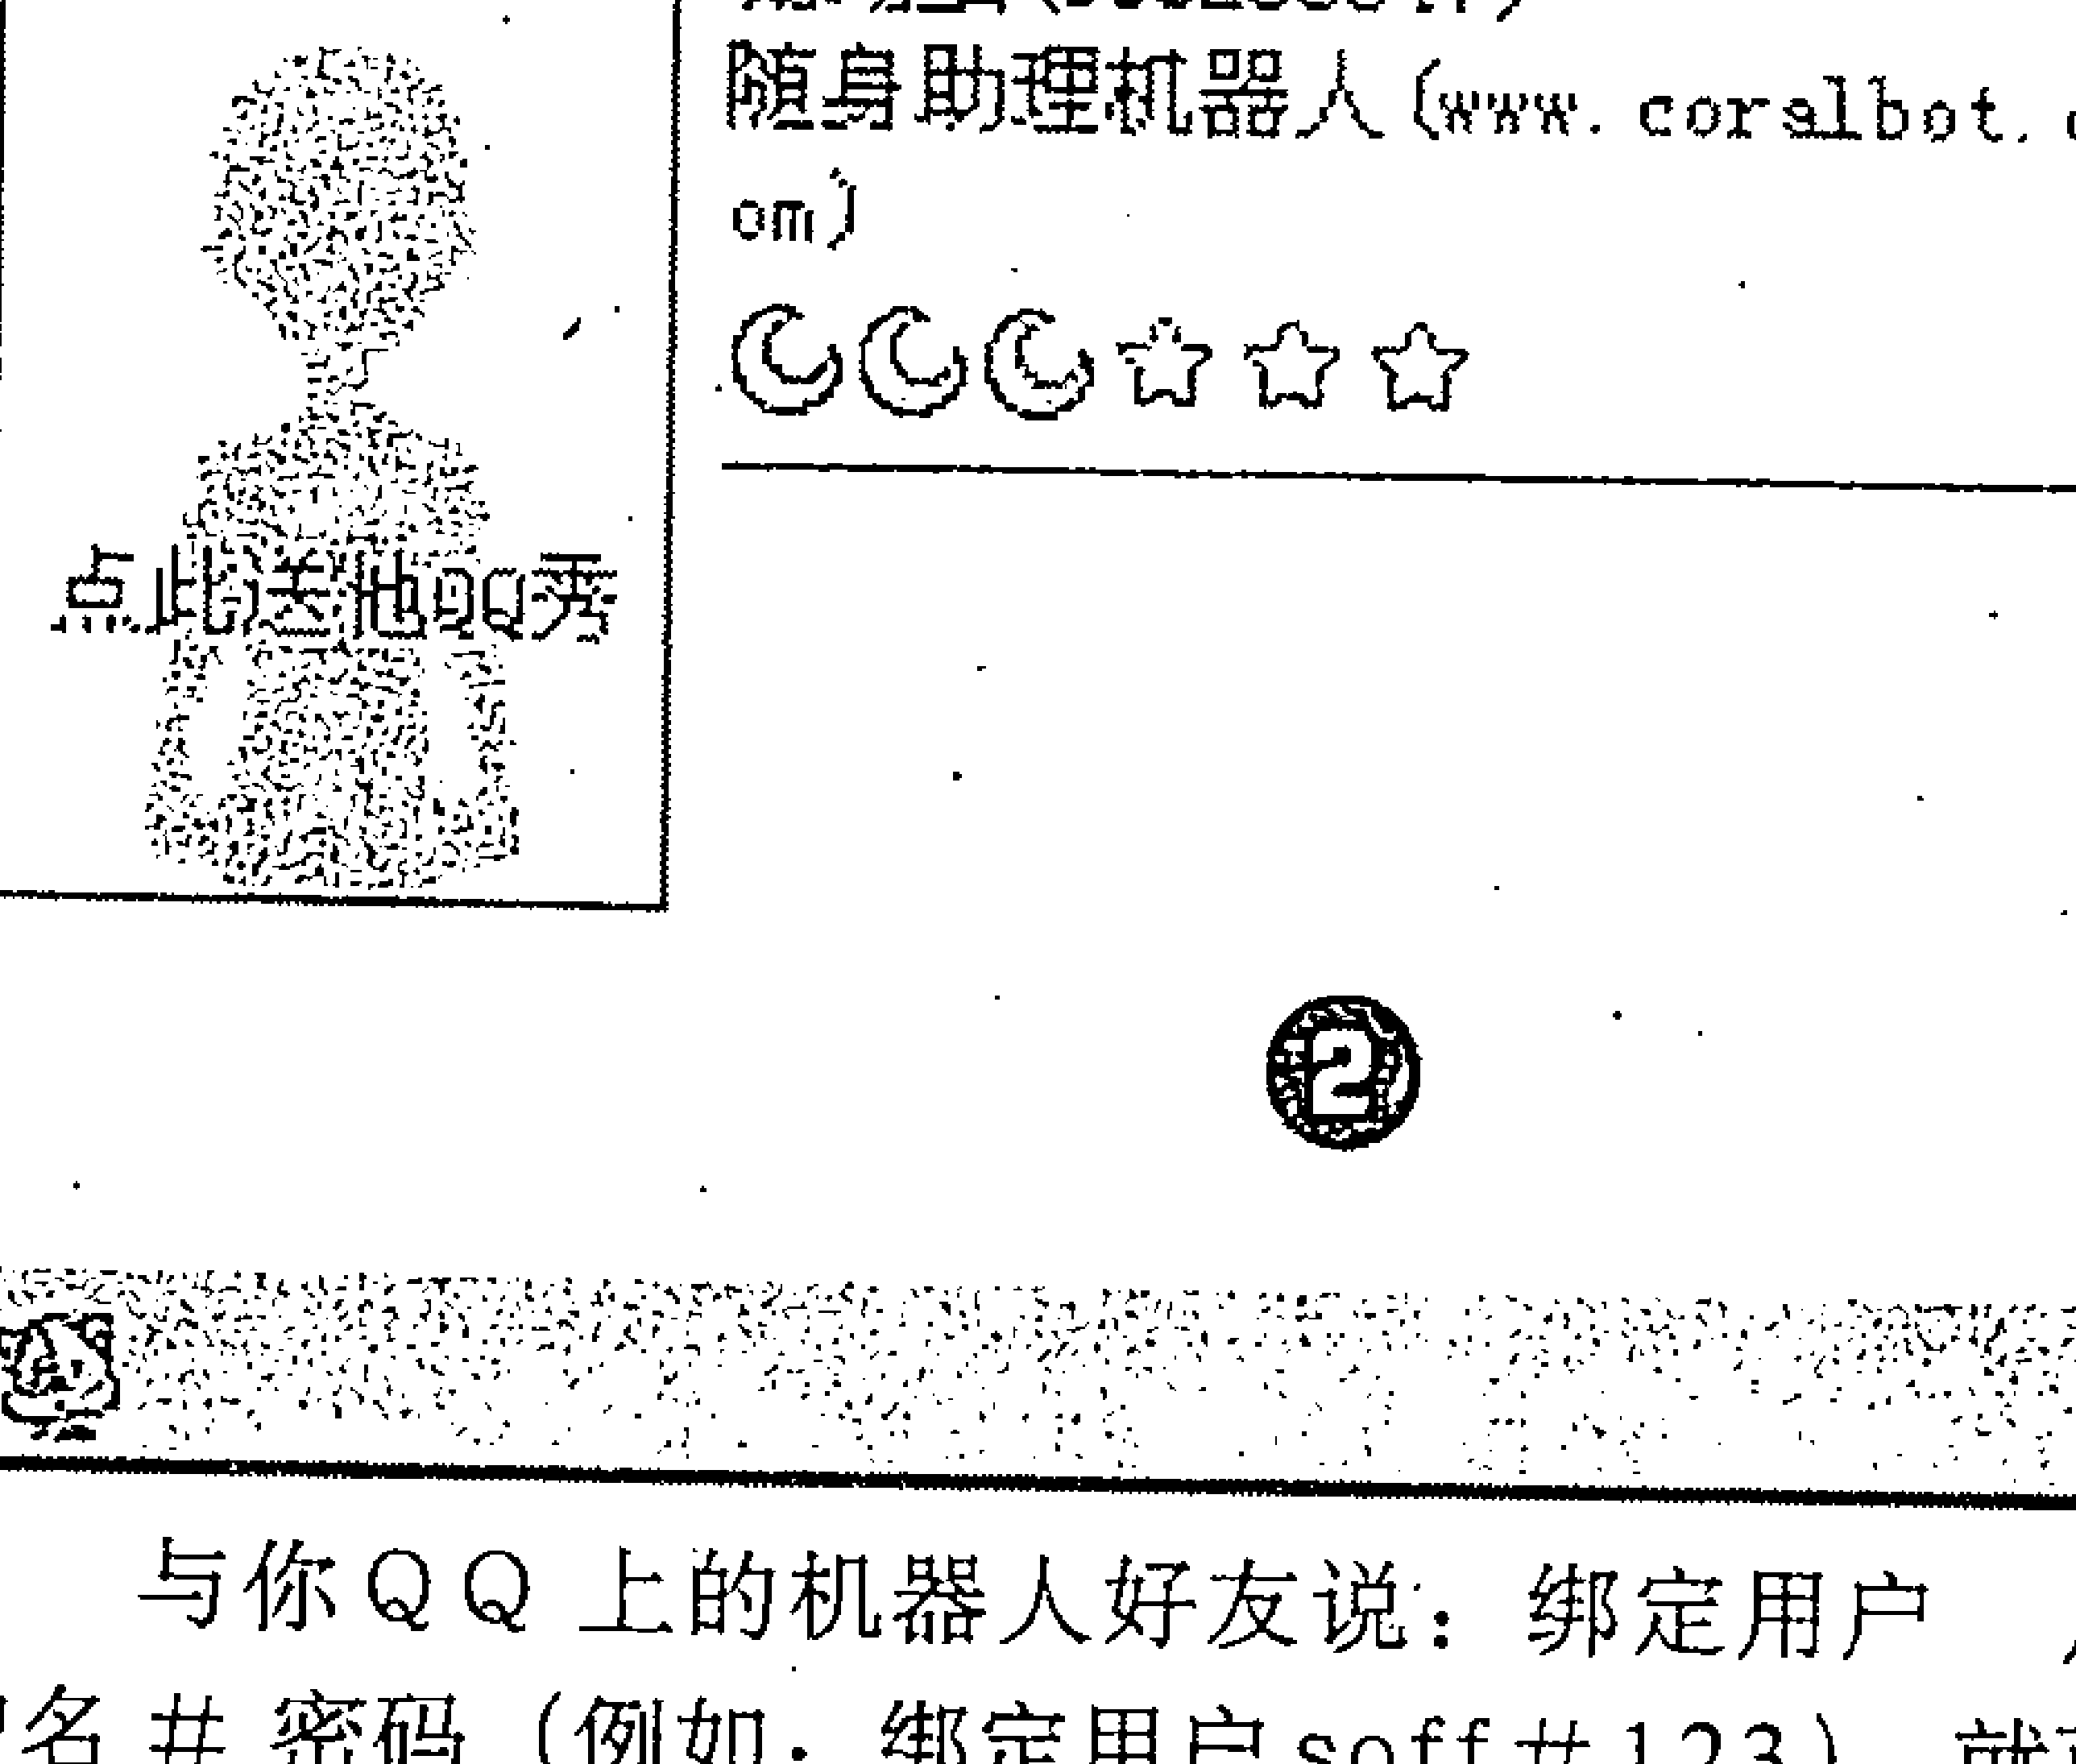 随身助理机器人(www.coralbot.c
om)
点此送他QQ秀
2
与你QQ上的机器人好友说：绑定用户
名#密码（例如：绑定用户soff#123）就